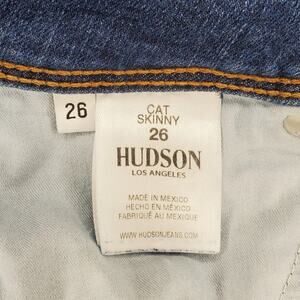 26
CAT
SKINNY
26
HUDSON
LOS ANGELES
MADE IN MEXICO
HECHO EN MÉXICO
FABRIQUÉ AU MEXIQUE
WWW.HUDSONJEANS.COM